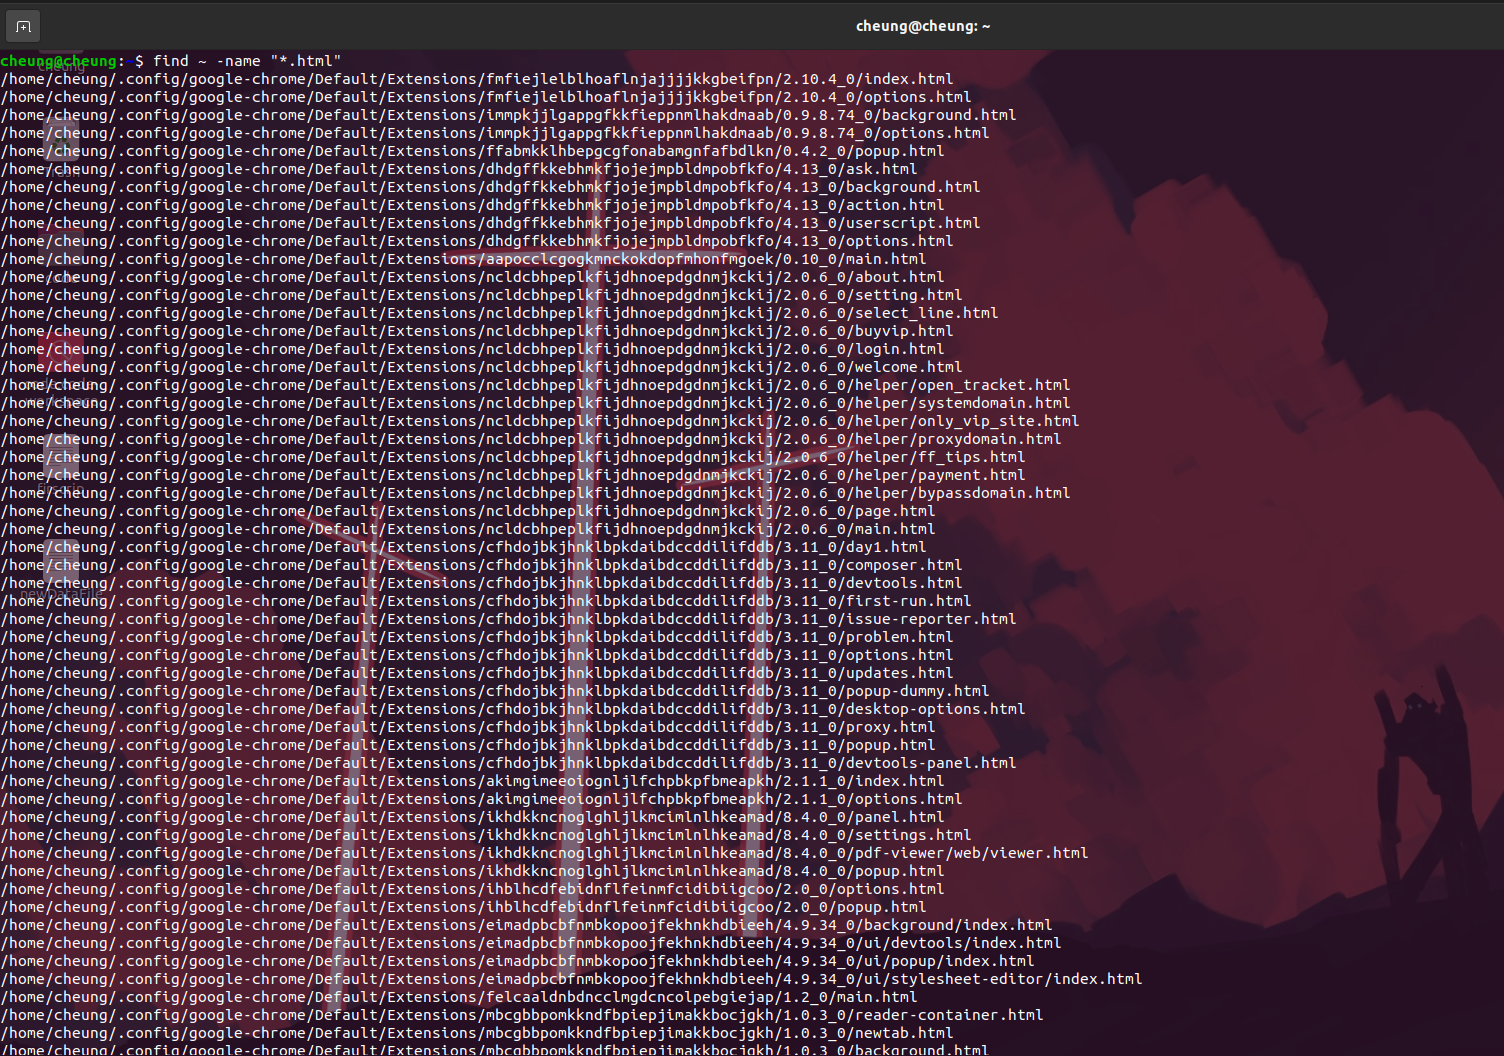 cheung@cheung: ~
cheung@cheung:~$ find ~ -name "*.html"
/home/cheung/.config/google-chrome/Default/Extensions/fmfiejlelblhoaflnjajjjjkkgbeifpn/2.10.4_0/index.html
/home/cheung/.config/google-chrome/Default/Extensions/fmfiejlelblhoaflnjajjjjkkgbeifpn/2.10.4_0/options.html
/home/cheung/.config/google-chrome/Default/Extensions/immpkjjlgappgfkkfieppnmlhakdmaab/0.9.8.74_0/background.html
/home/cheung/.config/google-chrome/Default/Extensions/immpkjjlgappgfkkfieppnmlhakdmaab/0.9.8.74_0/options.html
/home/cheung/.config/google-chrome/Default/Extensions/ffabmkklhbepgcgfonabamgnfafbdlkn/0.4.2_0/popup.html
/home/cheung/.config/google-chrome/Default/Extensions/dhdgffkkebhmkfjojejmpbldmpobfkfo/4.13_0/ask.html
/home/cheung/.config/google-chrome/Default/Extensions/dhdgffkkebhmkfjojejmpbldmpobfkfo/4.13_0/background.html
/home/cheung/.config/google-chrome/Default/Extensions/dhdgffkkebhmkfjojejmpbldmpobfkfo/4.13_0/action.html
/home/cheung/.config/google-chrome/Default/Extensions/dhdgffkkebhmkfjojejmpbldmpobfkfo/4.13_0/userscript.html
/home/cheung/.config/google-chrome/Default/Extensions/dhdgffkkebhmkfjojejmpbldmpobfkfo/4.13_0/options.html
/home/cheung/.config/google-chrome/Default/Extensions/aapocclcgogkmnckokdopfmhonfmgoek/0.10_0/main.html
/home/cheung/.config/google-chrome/Default/Extensions/ncldcbhpeplkfijdhnoepdgdnmjkckij/2.0.6_0/about.html
/home/cheung/.config/google-chrome/Default/Extensions/ncldcbhpeplkfijdhnoepdgdnmjkckij/2.0.6_0/setting.html
/home/cheung/.config/google-chrome/Default/Extensions/ncldcbhpeplkfijdhnoepdgdnmjkckij/2.0.6_0/select_line.html
/home/cheung/.config/google-chrome/Default/Extensions/ncldcbhpeplkfijdhnoepdgdnmjkckij/2.0.6_0/buyvip.html
/home/cheung/.config/google-chrome/Default/Extensions/ncldcbhpeplkfijdhnoepdgdnmjkckij/2.0.6_0/login.html
/home/cheung/.config/google-chrome/Default/Extensions/ncldcbhpeplkfijdhnoepdgdnmjkckij/2.0.6_0/welcome.html
/home/cheung/.config/google-chrome/Default/Extensions/ncldcbhpeplkfijdhnoepdgdnmjkckij/2.0.6_0/helper/open_tracket.html
/home/cheung/.config/google-chrome/Default/Extensions/ncldcbhpeplkfijdhnoepdgdnmjkckij/2.0.6_0/helper/systemdomain.html
/home/cheung/.config/google-chrome/Default/Extensions/ncldcbhpeplkfijdhnoepdgdnmjkckij/2.0.6_0/helper/only_vip_site.html
/home/cheung/.config/google-chrome/Default/Extensions/ncldcbhpeplkfijdhnoepdgdnmjkckij/2.0.6_0/helper/proxydomain.html
/home/cheung/.config/google-chrome/Default/Extensions/ncldcbhpeplkfijdhnoepdgdnmjkckij/2.0.6_0/helper/ff_tips.html
/home/cheung/.config/google-chrome/Default/Extensions/ncldcbhpeplkfijdhnoepdgdnmjkckij/2.0.6_0/helper/payment.html
/home/cheung/.config/google-chrome/Default/Extensions/ncldcbhpeplkfijdhnoepdgdnmjkckij/2.0.6_0/helper/bypassdomain.html
/home/cheung/.config/google-chrome/Default/Extensions/ncldcbhpeplkfijdhnoepdgdnmjkckij/2.0.6_0/page.html
/home/cheung/.config/google-chrome/Default/Extensions/ncldcbhpeplkfijdhnoepdgdnmjkckij/2.0.6_0/main.html
/home/cheung/.config/google-chrome/Default/Extensions/cfhdojbkjhnklbpkdaibdccddilifddb/3.11_0/day1.html
/home/cheung/.config/google-chrome/Default/Extensions/cfhdojbkjhnklbpkdaibdccddilifddb/3.11_0/composer.html
/home/cheung/.config/google-chrome/Default/Extensions/cfhdojbkjhnklbpkdaibdccddilifddb/3.11_0/devtools.html
/home/cheung/.config/google-chrome/Default/Extensions/cfhdojbkjhnklbpkdaibdccddilifddb/3.11_0/first-run.html
/home/cheung/.config/google-chrome/Default/Extensions/cfhdojbkjhnklbpkdaibdccddilifddb/3.11_0/issue-reporter.html
/home/cheung/.config/google-chrome/Default/Extensions/cfhdojbkjhnklbpkdaibdccddilifddb/3.11_0/problem.html
/home/cheung/.config/google-chrome/Default/Extensions/cfhdojbkjhnklbpkdaibdccddilifddb/3.11_0/options.html
/home/cheung/.config/google-chrome/Default/Extensions/cfhdojbkjhnklbpkdaibdccddilifddb/3.11_0/updates.html
/home/cheung/.config/google-chrome/Default/Extensions/cfhdojbkjhnklbpkdaibdccddilifddb/3.11_0/popup-dummy.html
/home/cheung/.config/google-chrome/Default/Extensions/cfhdojbkjhnklbpkdaibdccddilifddb/3.11_0/desktop-options.html
/home/cheung/.config/google-chrome/Default/Extensions/cfhdojbkjhnklbpkdaibdccddilifddb/3.11_0/proxy.html
/home/cheung/.config/google-chrome/Default/Extensions/cfhdojbkjhnklbpkdaibdccddilifddb/3.11_0/popup.html
/home/cheung/.config/google-chrome/Default/Extensions/cfhdojbkjhnklbpkdaibdccddilifddb/3.11_0/devtools-panel.html
/home/cheung/.config/google-chrome/Default/Extensions/akimgimeeoiognljlfchpbkpfbmeapkh/2.1.1_0/index.html
/home/cheung/.config/google-chrome/Default/Extensions/akimgimeeoiognljlfchpbkpfbmeapkh/2.1.1_0/options.html
/home/cheung/.config/google-chrome/Default/Extensions/ikhdkkncnoglghljlkmcimlnlhkeamad/8.4.0_0/panel.html
/home/cheung/.config/google-chrome/Default/Extensions/ikhdkkncnoglghljlkmcimlnlhkeamad/8.4.0_0/settings.html
/home/cheung/.config/google-chrome/Default/Extensions/ikhdkkncnoglghljlkmcimlnlhkeamad/8.4.0_0/pdf-viewer/web/viewer.html
/home/cheung/.config/google-chrome/Default/Extensions/ikhdkkncnoglghljlkmcimlnlhkeamad/8.4.0_0/popup.html
/home/cheung/.config/google-chrome/Default/Extensions/ihblhcdfebidnflfeinmfcidibiigcoo/2.0_0/options.html
/home/cheung/.config/google-chrome/Default/Extensions/ihblhcdfebidnflfeinmfcidibiigcoo/2.0_0/popup.html
/home/cheung/.config/google-chrome/Default/Extensions/eimadpbcbfnmbkopoojfekhnkhdbieeh/4.9.34_0/background/index.html
/home/cheung/.config/google-chrome/Default/Extensions/eimadpbcbfnmbkopoojfekhnkhdbieeh/4.9.34_0/ui/devtools/index.html
/home/cheung/.config/google-chrome/Default/Extensions/eimadpbcbfnmbkopoojfekhnkhdbieeh/4.9.34_0/ui/popup/index.html
/home/cheung/.config/google-chrome/Default/Extensions/eimadpbcbfnmbkopoojfekhnkhdbieeh/4.9.34_0/ui/stylesheet-editor/index.html
/home/cheung/.config/google-chrome/Default/Extensions/felcaaldnbdncclmgdcncolpebgiejap/1.2_0/main.html
/home/cheung/.config/google-chrome/Default/Extensions/mbcgbbpomkkndfbpiepjimakkbocjgkh/1.0.3_0/reader-container.html
/home/cheung/.config/google-chrome/Default/Extensions/mbcgbbpomkkndfbpiepjimakkbocjgkh/1.0.3_0/newtab.html
/home/cheung/.config/google-chrome/Default/Extensions/mbcgbbpomkkndfbpiepjimakkbocjgkh/1.0.3_0/background.html
cheung
newDataFile